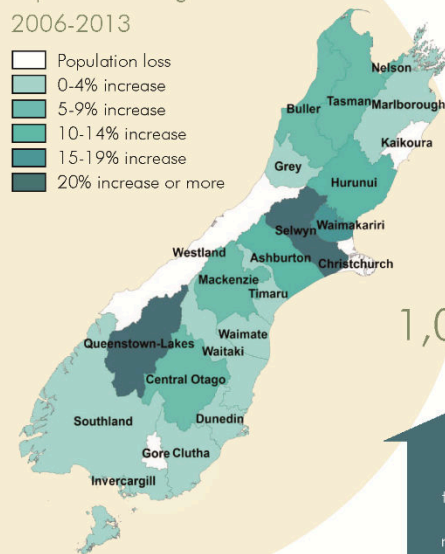 2006-2013
Population loss
0-4% increase
5-9% increase
10-14% increase
15-19% increase
20% increase or more
Nelson
Tasman
Marlborough
Buller
Kaikoura
Grey
Hurunui
Selwyn
Waimakariri
Westland
Ashburton
Christchurch
Mackenzie
Timaru
Queenstown-Lakes
Waimate
Waitaki
Central Otago
Southland
Dunedin
Gore
Clutha
Invercargill
1,0